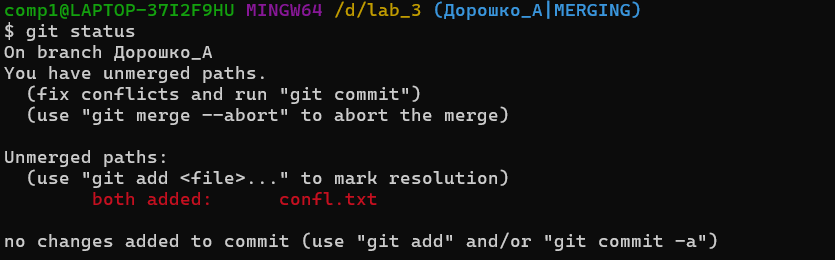 comp1@LAPTOP-37I2F9HU MINGW64 /d/lab_3 (Дорошко_А|MERGING)
$ git status
On branch Дорошко_А
You have unmerged paths.
  (fix conflicts and run "git commit")
  (use "git merge --abort" to abort the merge)

Unmerged paths:
  (use "git add <file>..." to mark resolution)
        both added:      confl.txt

no changes added to commit (use "git add" and/or "git commit -a")